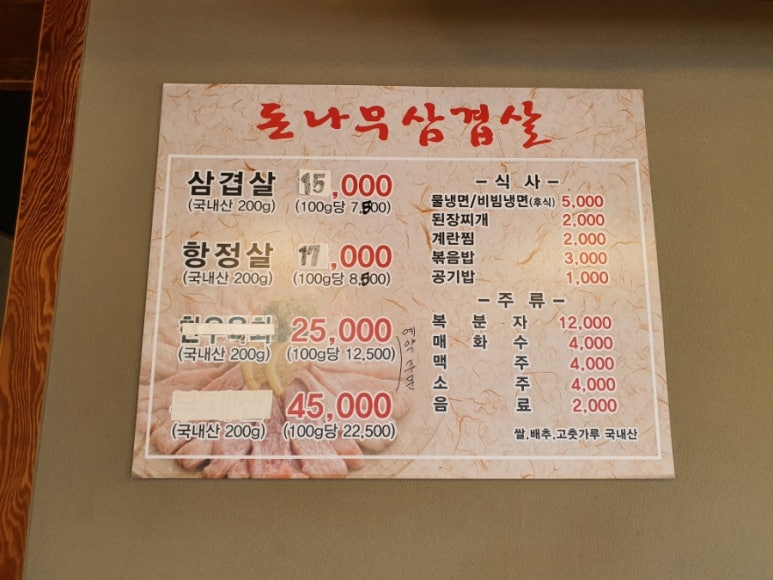 돈나무삼겹살
삼겹살 15,000
(국내산 200g) (100g당 7,500)
항정살 17,000
(국내산 200g) (100g당 8,500)
25,000
(국내산 200g) (100g당 12,500)
45,000
(국내산 200g) (100g당 22,500)
예약 주문
- 식 사 -
물냉면/비빔냉면(후식) 5,000
된장찌개 2,000
계란찜 2,000
볶음밥 3,000
공기밥 1,000
- 주 류 -
복 분 자 12,000
매 화 수 4,000
맥 주 4,000
소 주 4,000
음 료 2,000
쌀,배추,고춧가루 국내산